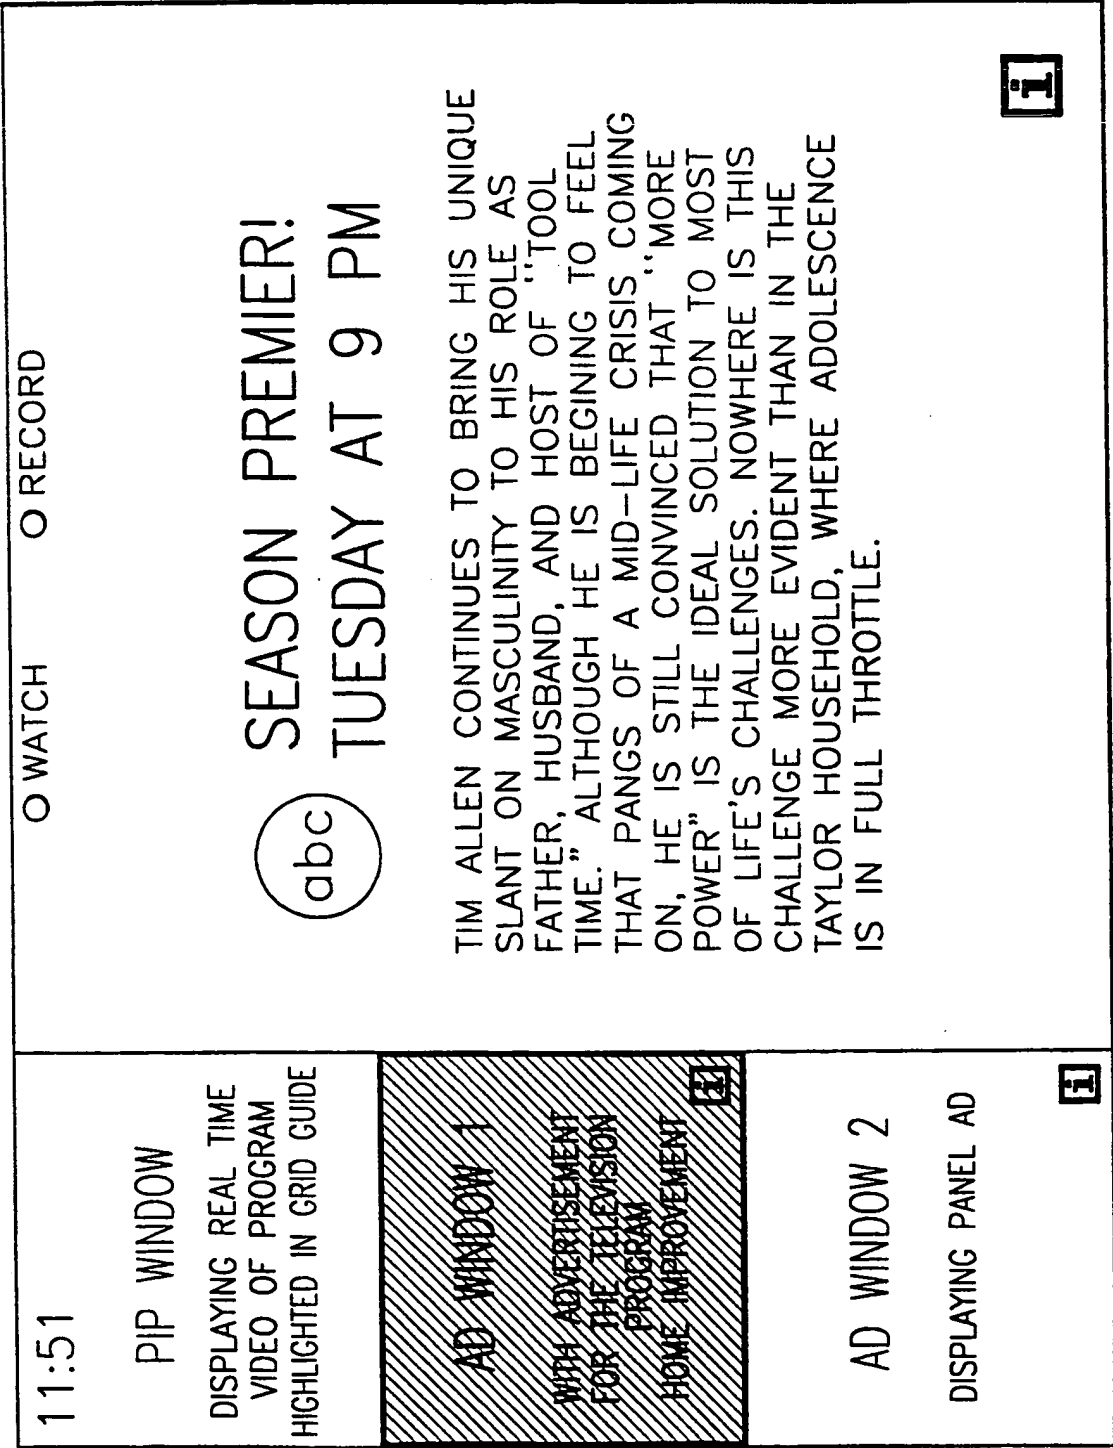 11:51
PIP WINDOW
DISPLAYING REAL TIME
VIDEO OF PROGRAM
HIGHLIGHTED IN GRID GUIDE
AD WINDOW 1
WITH ADVERTISEMENT
FOR THE TELEVISION
PROGRAM
HOME IMPROVEMENT
i
AD WINDOW 2
DISPLAYING PANEL AD
i
O WATCH
O RECORD
abc
SEASON PREMIER!
TUESDAY AT 9 PM
TIM ALLEN CONTINUES TO BRING HIS UNIQUE
SLANT ON MASCULINITY TO HIS ROLE AS
FATHER, HUSBAND, AND HOST OF "TOOL
TIME." ALTHOUGH HE IS BEGINING TO FEEL
THAT PANGS OF A MID-LIFE CRISIS COMING
ON, HE IS STILL CONVINCED THAT "MORE
POWER" IS THE IDEAL SOLUTION TO MOST
OF LIFE'S CHALLENGES. NOWHERE IS THIS
CHALLENGE MORE EVIDENT THAN IN THE
TAYLOR HOUSEHOLD, WHERE ADOLESCENCE
IS IN FULL THROTTLE.
i